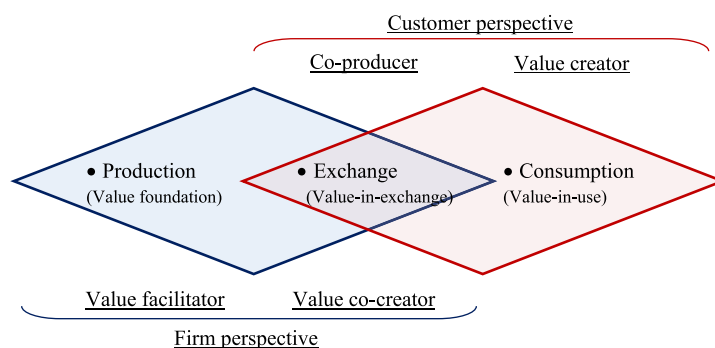 Customer perspective
Co-producer Value creator
• Production • Exchange • Consumption
(Value foundation) (Value-in-exchange) (Value-in-use)
Value facilitator Value co-creator
Firm perspective